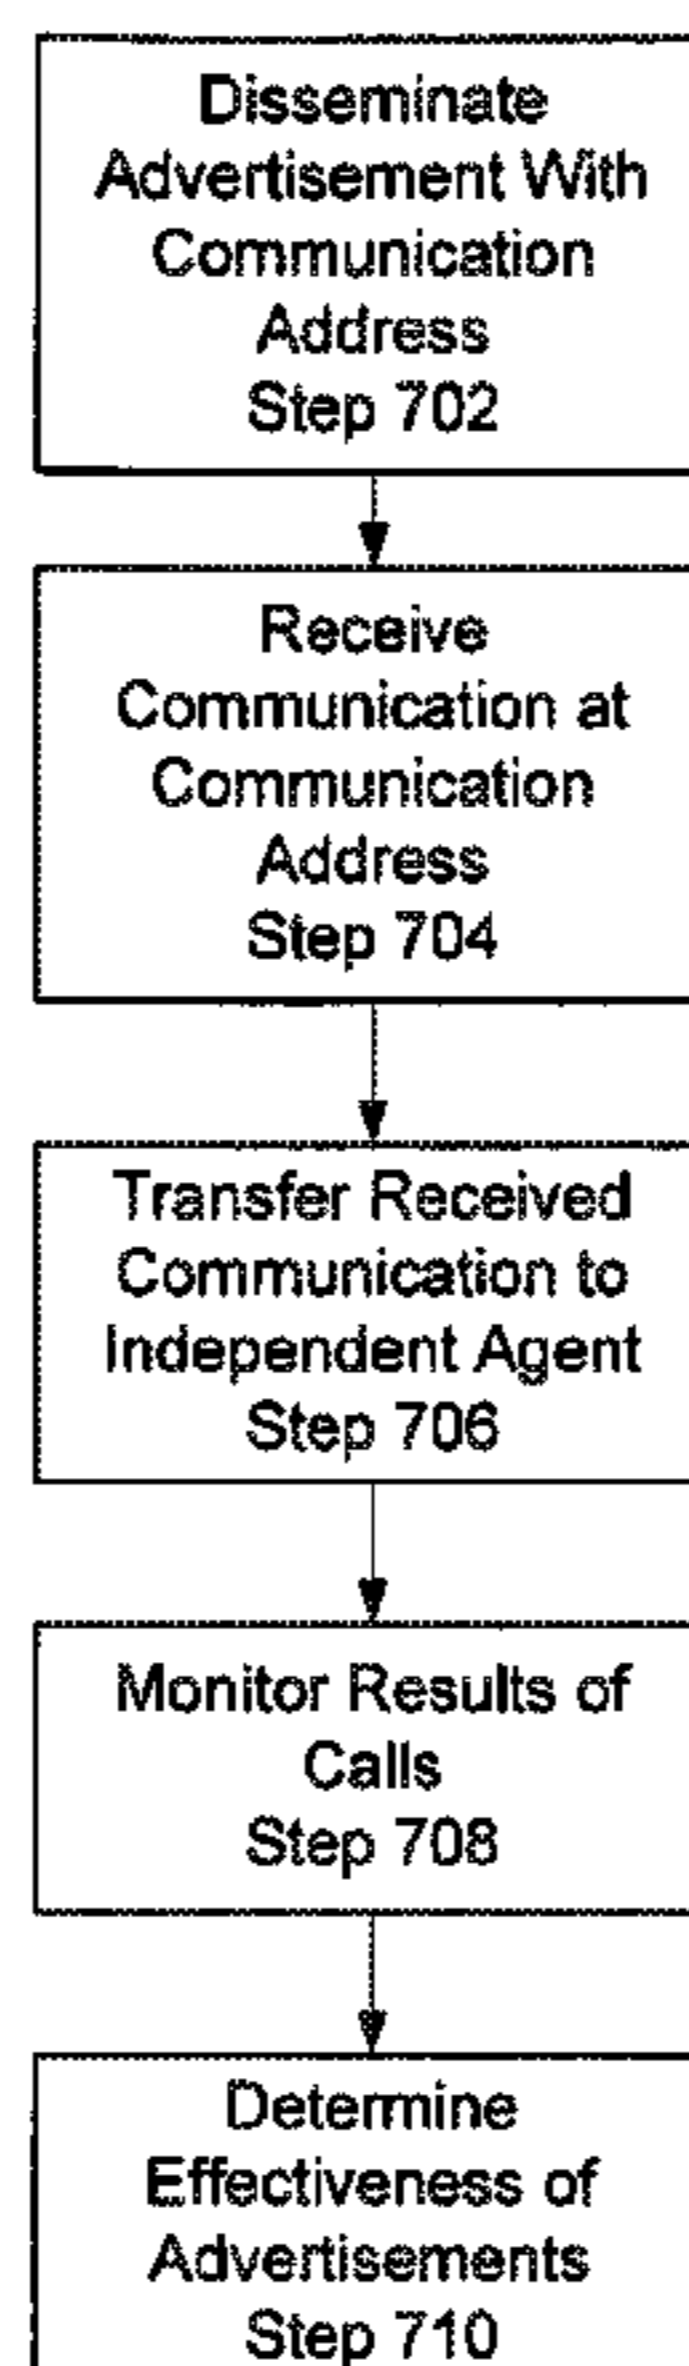 Disseminate
Advertisement With
Communication
Address
Step 702
Receive
Communication at
Communication
Address
Step 704
Transfer Received
Communication to
Independent Agent
Step 706
Monitor Results of
Calls
Step 708
Determine
Effectiveness of
Advertisements
Step 710